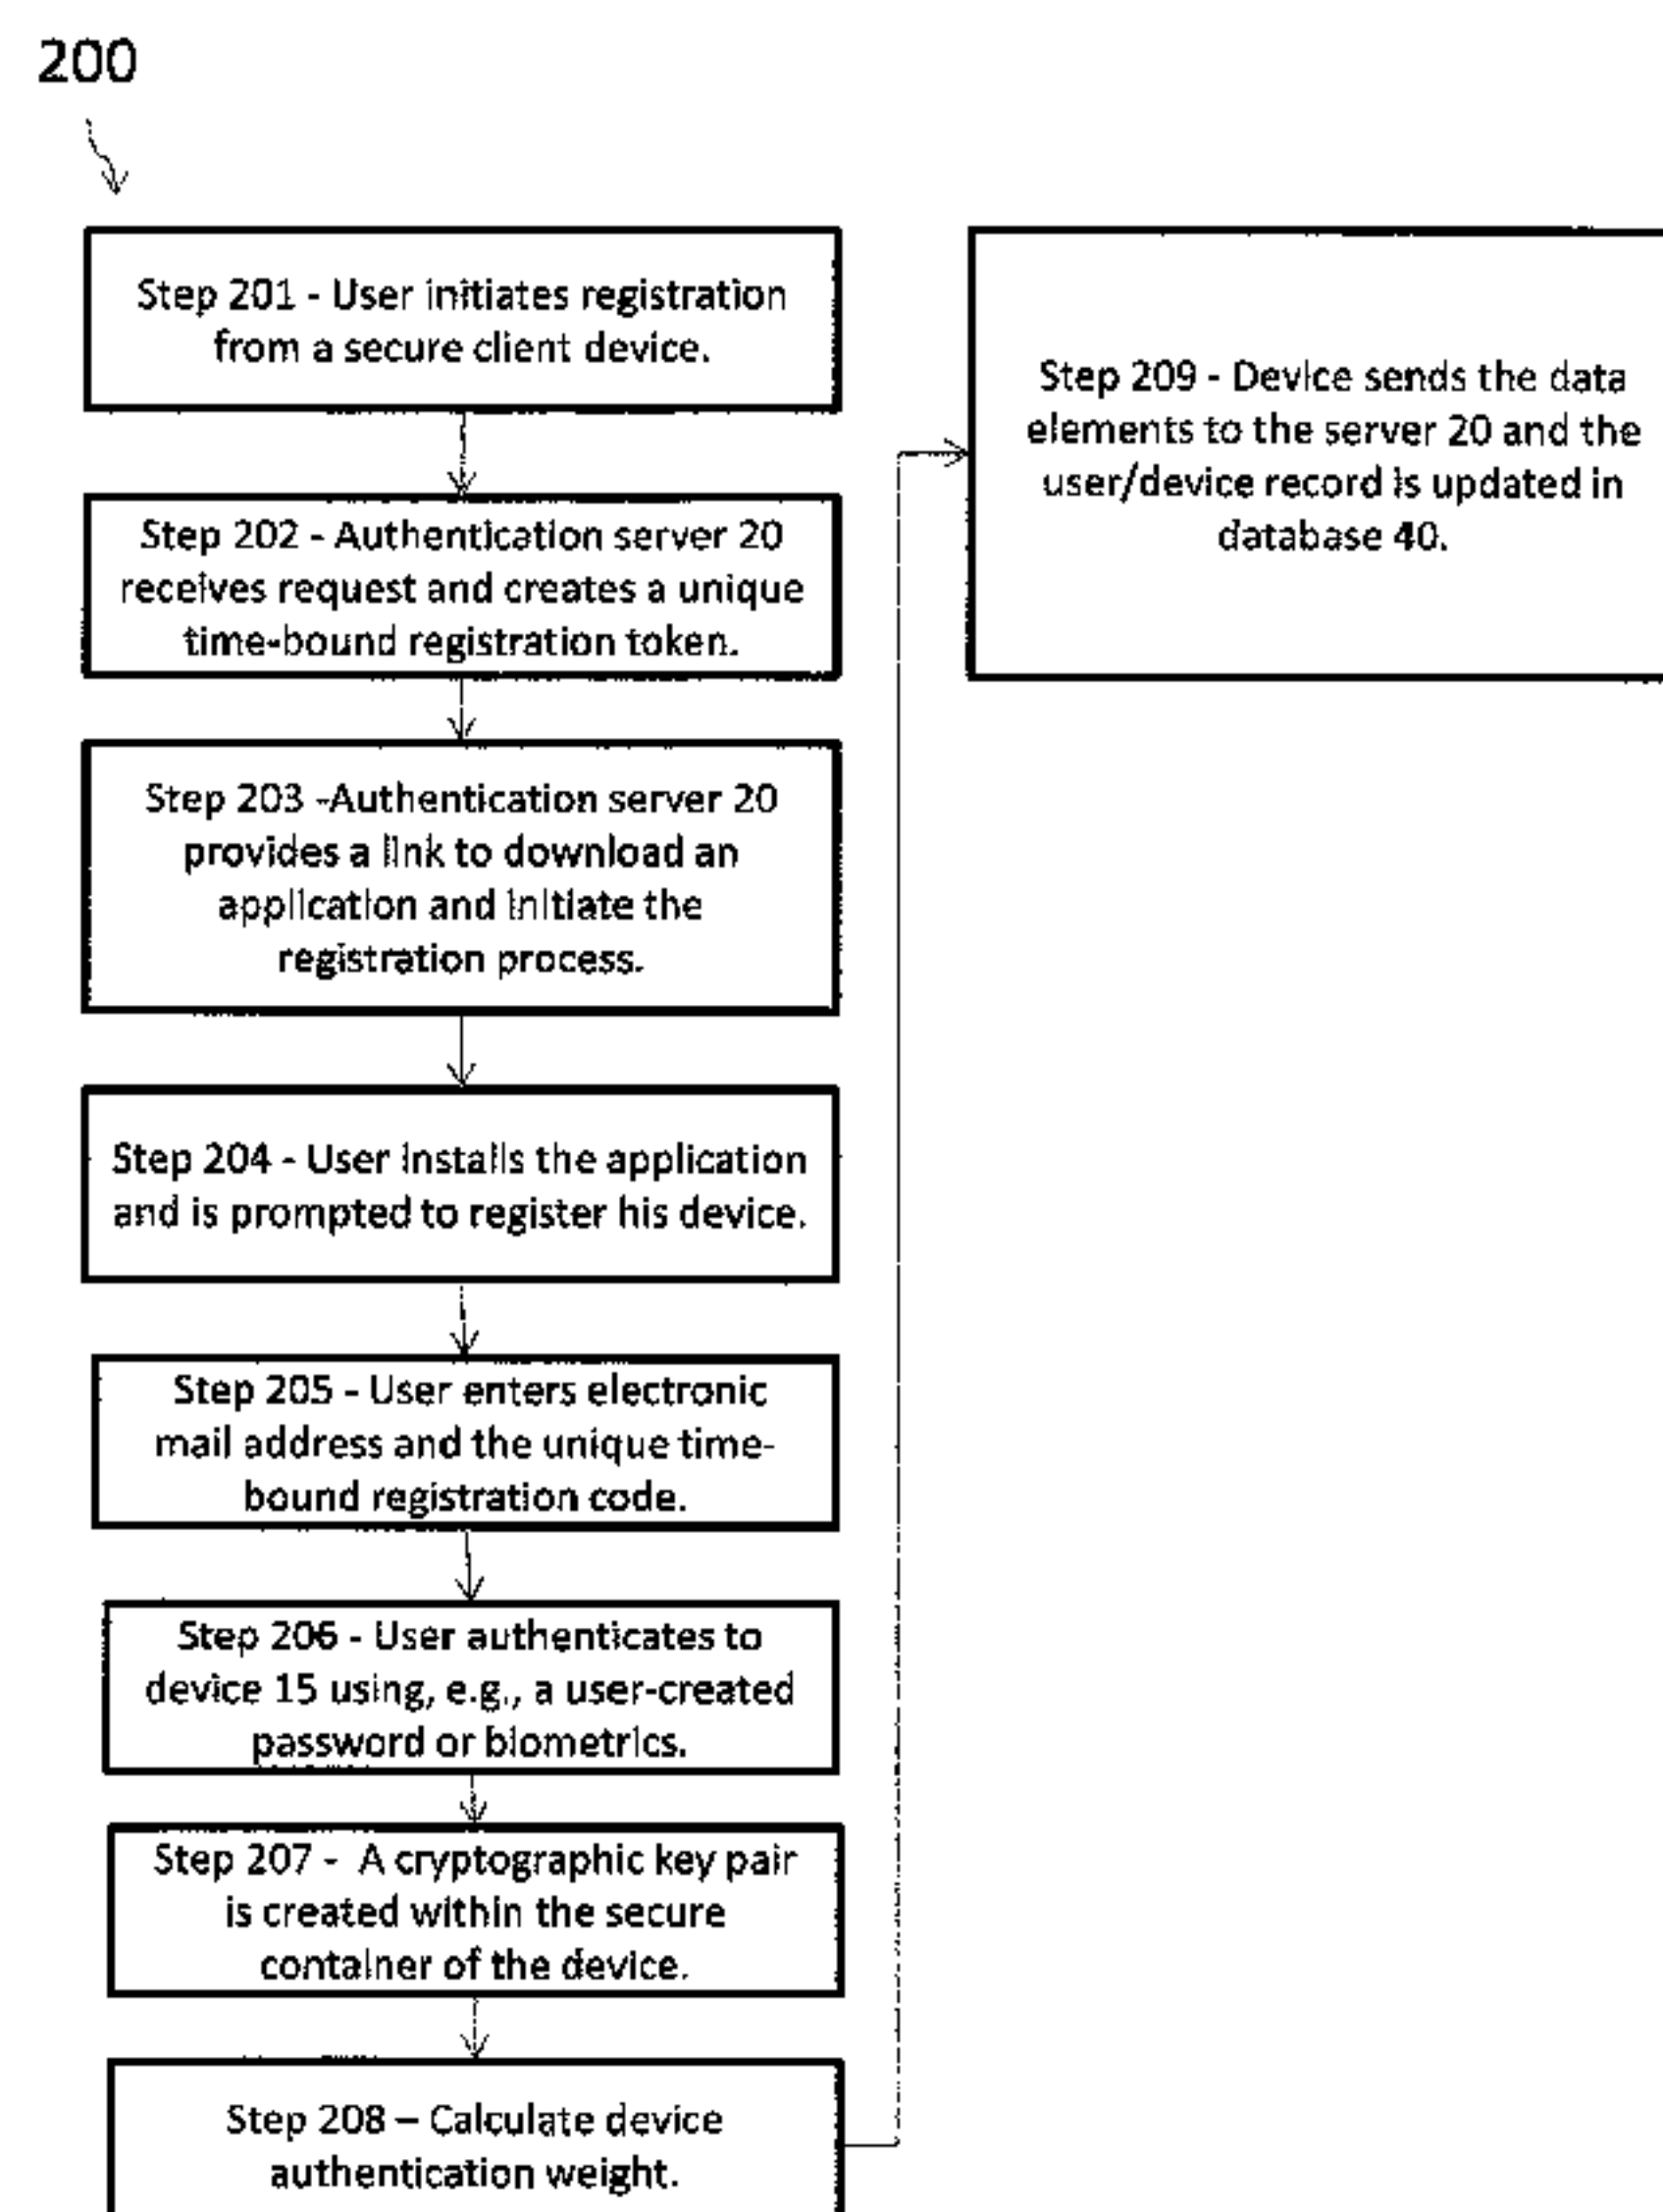 200
Step 201 - User initiates registration
from a secure client device.
Step 202 - Authentication server 20
receives request and creates a unique
time-bound registration token.
Step 203 -Authentication server 20
provides a link to download an
application and initiate the
registration process.
Step 204 - User installs the application
and is prompted to register his device.
Step 205 - User enters electronic
mail address and the unique time-
bound registration code.
Step 206 - User authenticates to
device 15 using, e.g., a user-created
password or biometrics.
Step 207 - A cryptographic key pair
is created within the secure
container of the device.
Step 208 – Calculate device
authentication weight.
Step 209 - Device sends the data
elements to the server 20 and the
user/device record is updated in
database 40.